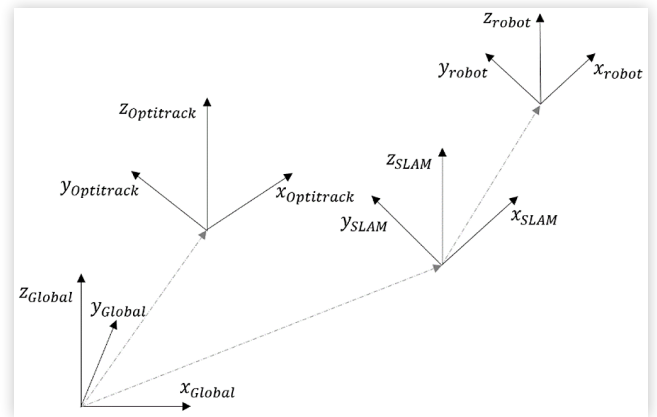 z_robot
y_robot
x_robot
z_Optitrack
y_Optitrack
x_Optitrack
z_SLAM
y_SLAM
x_SLAM
z_Global
y_Global
x_Global